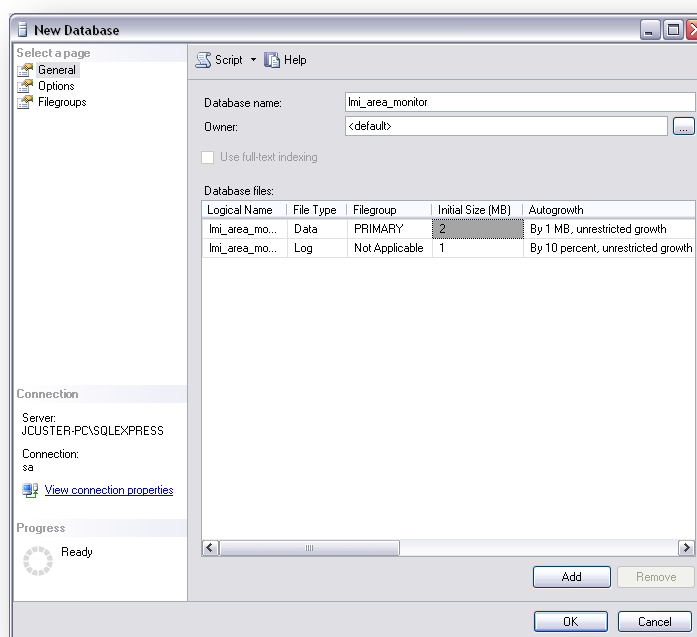 New Database
Select a page
General
Options
Filegroups
Script
Help
Database name:
lmi_area_monitor
Owner:
<default>
...
Use full-text indexing
Database files:
Logical Name File Type Filegroup Initial Size (MB) Autogrowth
lmi_area_mo... Data PRIMARY 2 By 1 MB, unrestricted growth
lmi_area_mo... Log Not Applicable 1 By 10 percent, unrestricted growth
Connection
Server:
JCUSTER-PC\SQLEXPRESS
Connection:
sa
View connection properties
Progress
Ready
Add
Remove
OK
Cancel